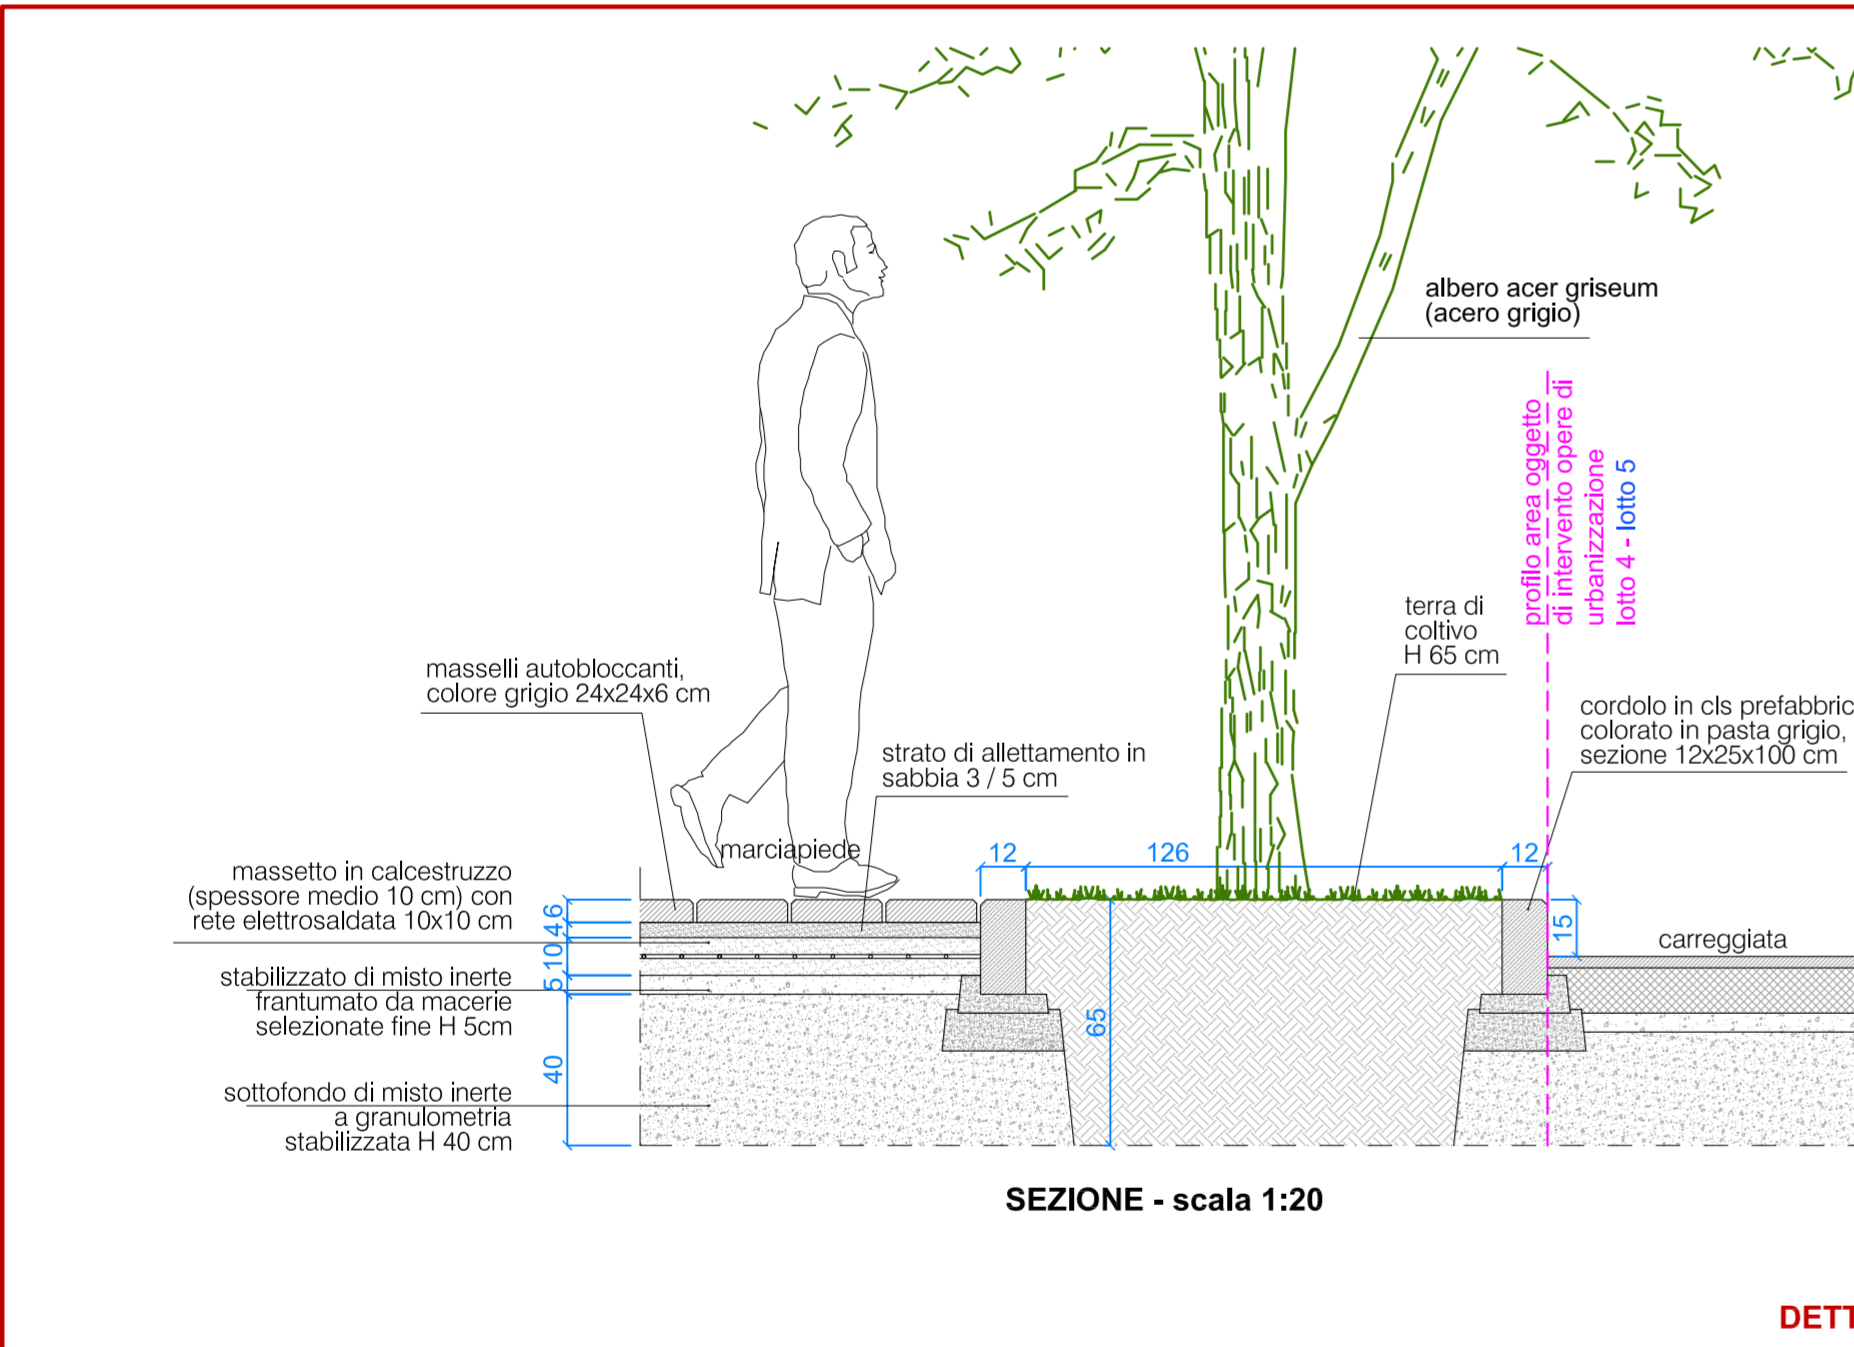 albero acer griseum
(acero grigio)
profilo area oggetto
di intervento opere di
urbanizzazione
lotto 4 - lotto 5
terra di
coltivo
H 65 cm
masselli autobloccanti,
colore grigio 24x24x6 cm
cordolo in cls prefabbric
colorato in pasta grigio,
sezione 12x25x100 cm
strato di allettamento in
sabbia 3 / 5 cm
marciapiede
12
126
12
massetto in calcestruzzo
(spessore medio 10 cm) con
rete elettrosaldata 10x10 cm
6
4
10
5
40
15
carreggiata
stabilizzato di misto inerte
frantumato da macerie
selezionate fine H 5cm
65
sottofondo di misto inerte
a granulometria
stabilizzata H 40 cm
SEZIONE - scala 1:20
DETT